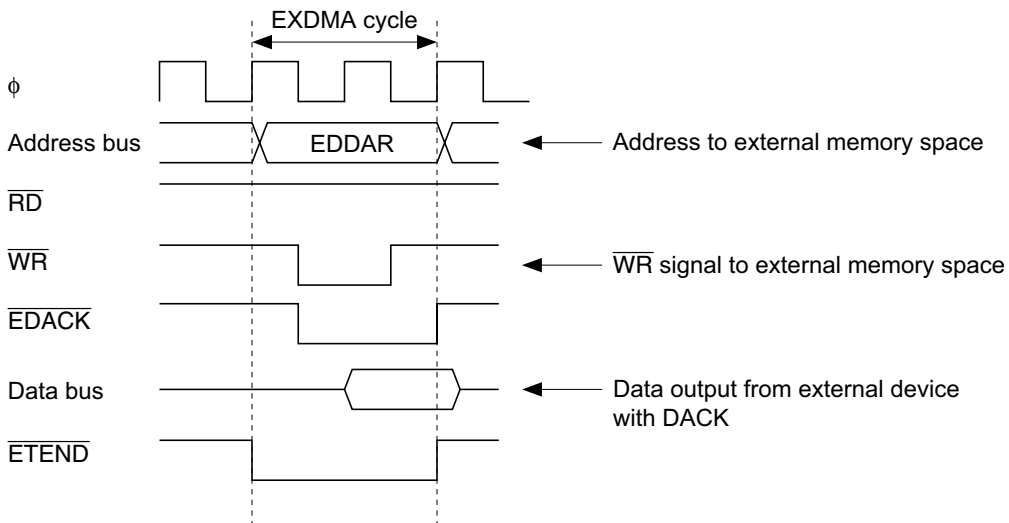 EXDMA cycle
ϕ
Address bus
EDDAR
Address to external memory space
RD
WR
WR signal to external memory space
EDACK
Data bus
Data output from external device
with DACK
ETEND